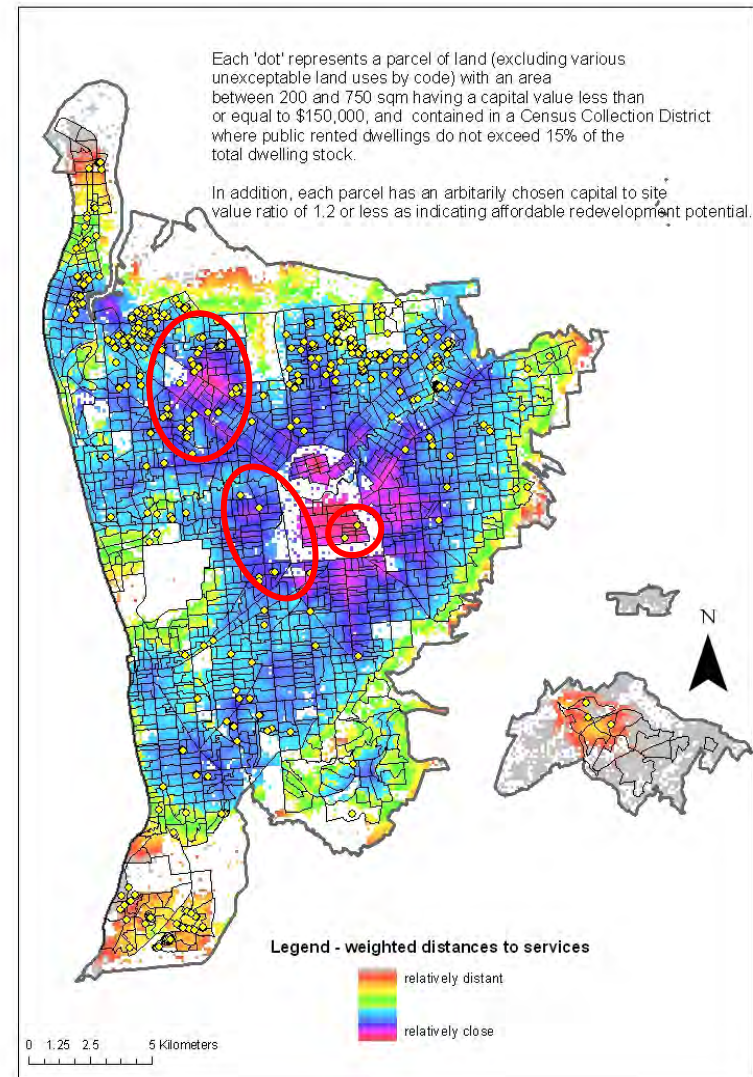 Each 'dot' represents a parcel of land (excluding various
unexceptable land uses by code) with an area
between 200 and 750 sqm having a capital value less than
or equal to $150,000, and contained in a Census Collection District
where public rented dwellings do not exceed 15% of the
total dwelling stock.
In addition, each parcel has an arbitarily chosen capital to site
value ratio of 1.2 or less as indicating affordable redevelopment potential.
N
Legend - weighted distances to services
relatively distant
relatively close
0 1.25 2.5 5 Kilometers